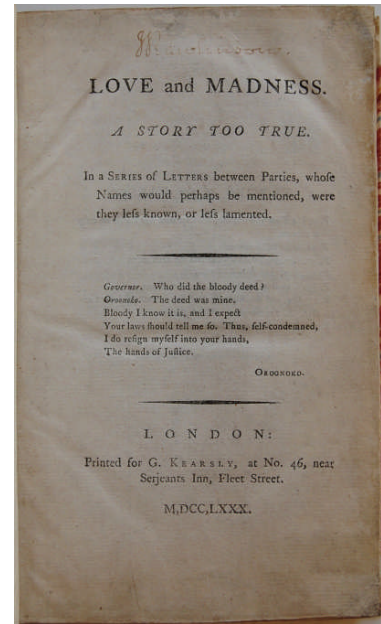 LOVE and MADNESS.
A STORY TOO TRUE.
In a SERIES of LETTERS between Parties, whoſe
Names would perhaps be mentioned, were
they leſs known, or leſs lamented.
Governor. Who did the bloody deed?
Oroonoko. The deed was mine.
Bloody I know it is, and I expect
Your laws ſhould tell me ſo. Thus, ſelf-condemned,
I do reſign myſelf into your hands,
The hands of Juſtice.
OROONOKO.
LONDON:
Printed for G. KEARSLY, at No. 46, near
Serjeants Inn, Fleet Street.
M,DCC,LXXX.